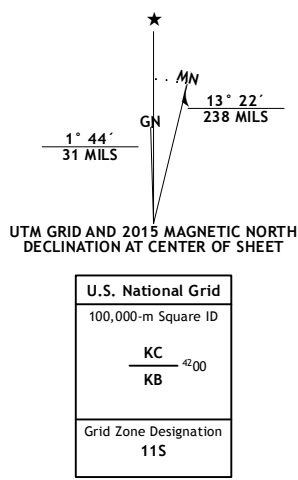 ★
MN
GN
1° 44´
31 MILS
13° 22´
238 MILS
UTM GRID AND 2015 MAGNETIC NORTH
DECLINATION AT CENTER OF SHEET
U.S. National Grid
100,000-m Square ID
KC
⁴²00
KB
Grid Zone Designation
11S